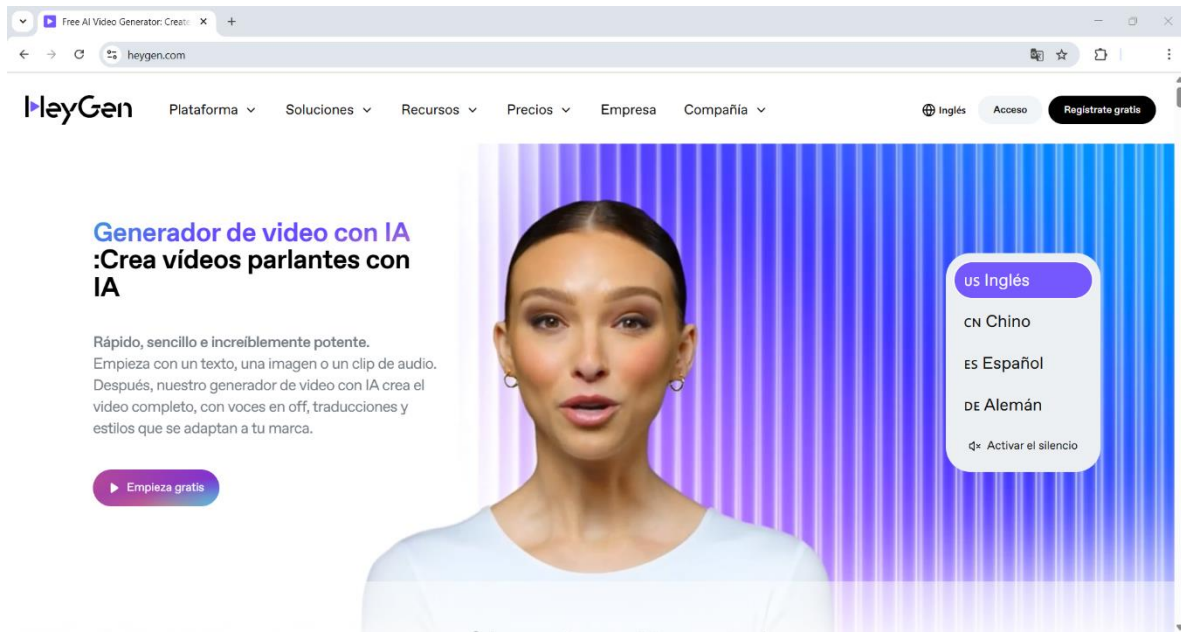 Free AI Video Generator: Create
heygen.com
HeyGen
Plataforma Soluciones Recursos Precios Empresa Compañía Inglés Acceso Regístrate gratis
Generador de video con IA
:Crea vídeos parlantes con
IA
Rápido, sencillo e increíblemente potente.
Empieza con un texto, una imagen o un clip de audio.
Después, nuestro generador de video con IA crea el
video completo, con voces en off, traducciones y
estilos que se adaptan a tu marca.
Empieza gratis
US Inglés
CN Chino
ES Español
DE Alemán
Activar el silencio